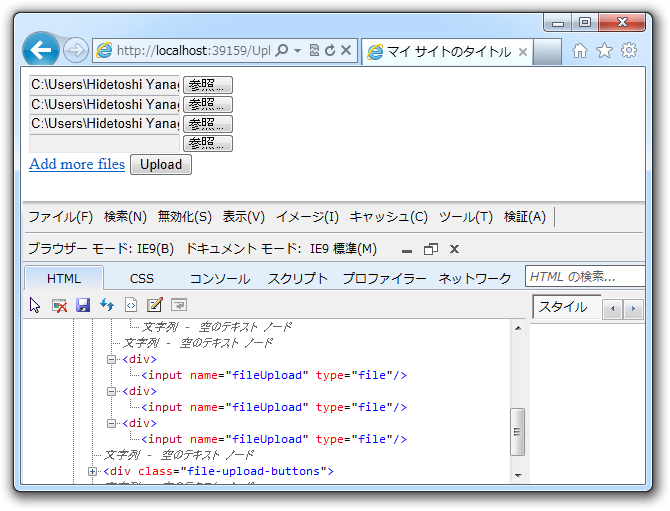 http://localhost:39159/Upl
マイ サイトのタイトル
C:\Users\Hidetoshi Yanag 参照...
C:\Users\Hidetoshi Yanag 参照...
C:\Users\Hidetoshi Yanag 参照...
参照...
Add more files Upload
ファイル(F) 検索(N) 無効化(S) 表示(V) イメージ(I) キャッシュ(C) ツール(T) 検証(A)
ブラウザー モード: IE9(B) ドキュメント モード: IE9 標準(M)
HTML CSS コンソール スクリプト プロファイラー ネットワーク HTML の検索...
スタイル
文字列 - 空のテキスト ノード
文字列 - 空のテキスト ノード
<div>
<input name="fileUpload" type="file"/>
<div>
<input name="fileUpload" type="file"/>
<div>
<input name="fileUpload" type="file"/>
文字列 - 空のテキスト ノード
<div class="file-upload-buttons">